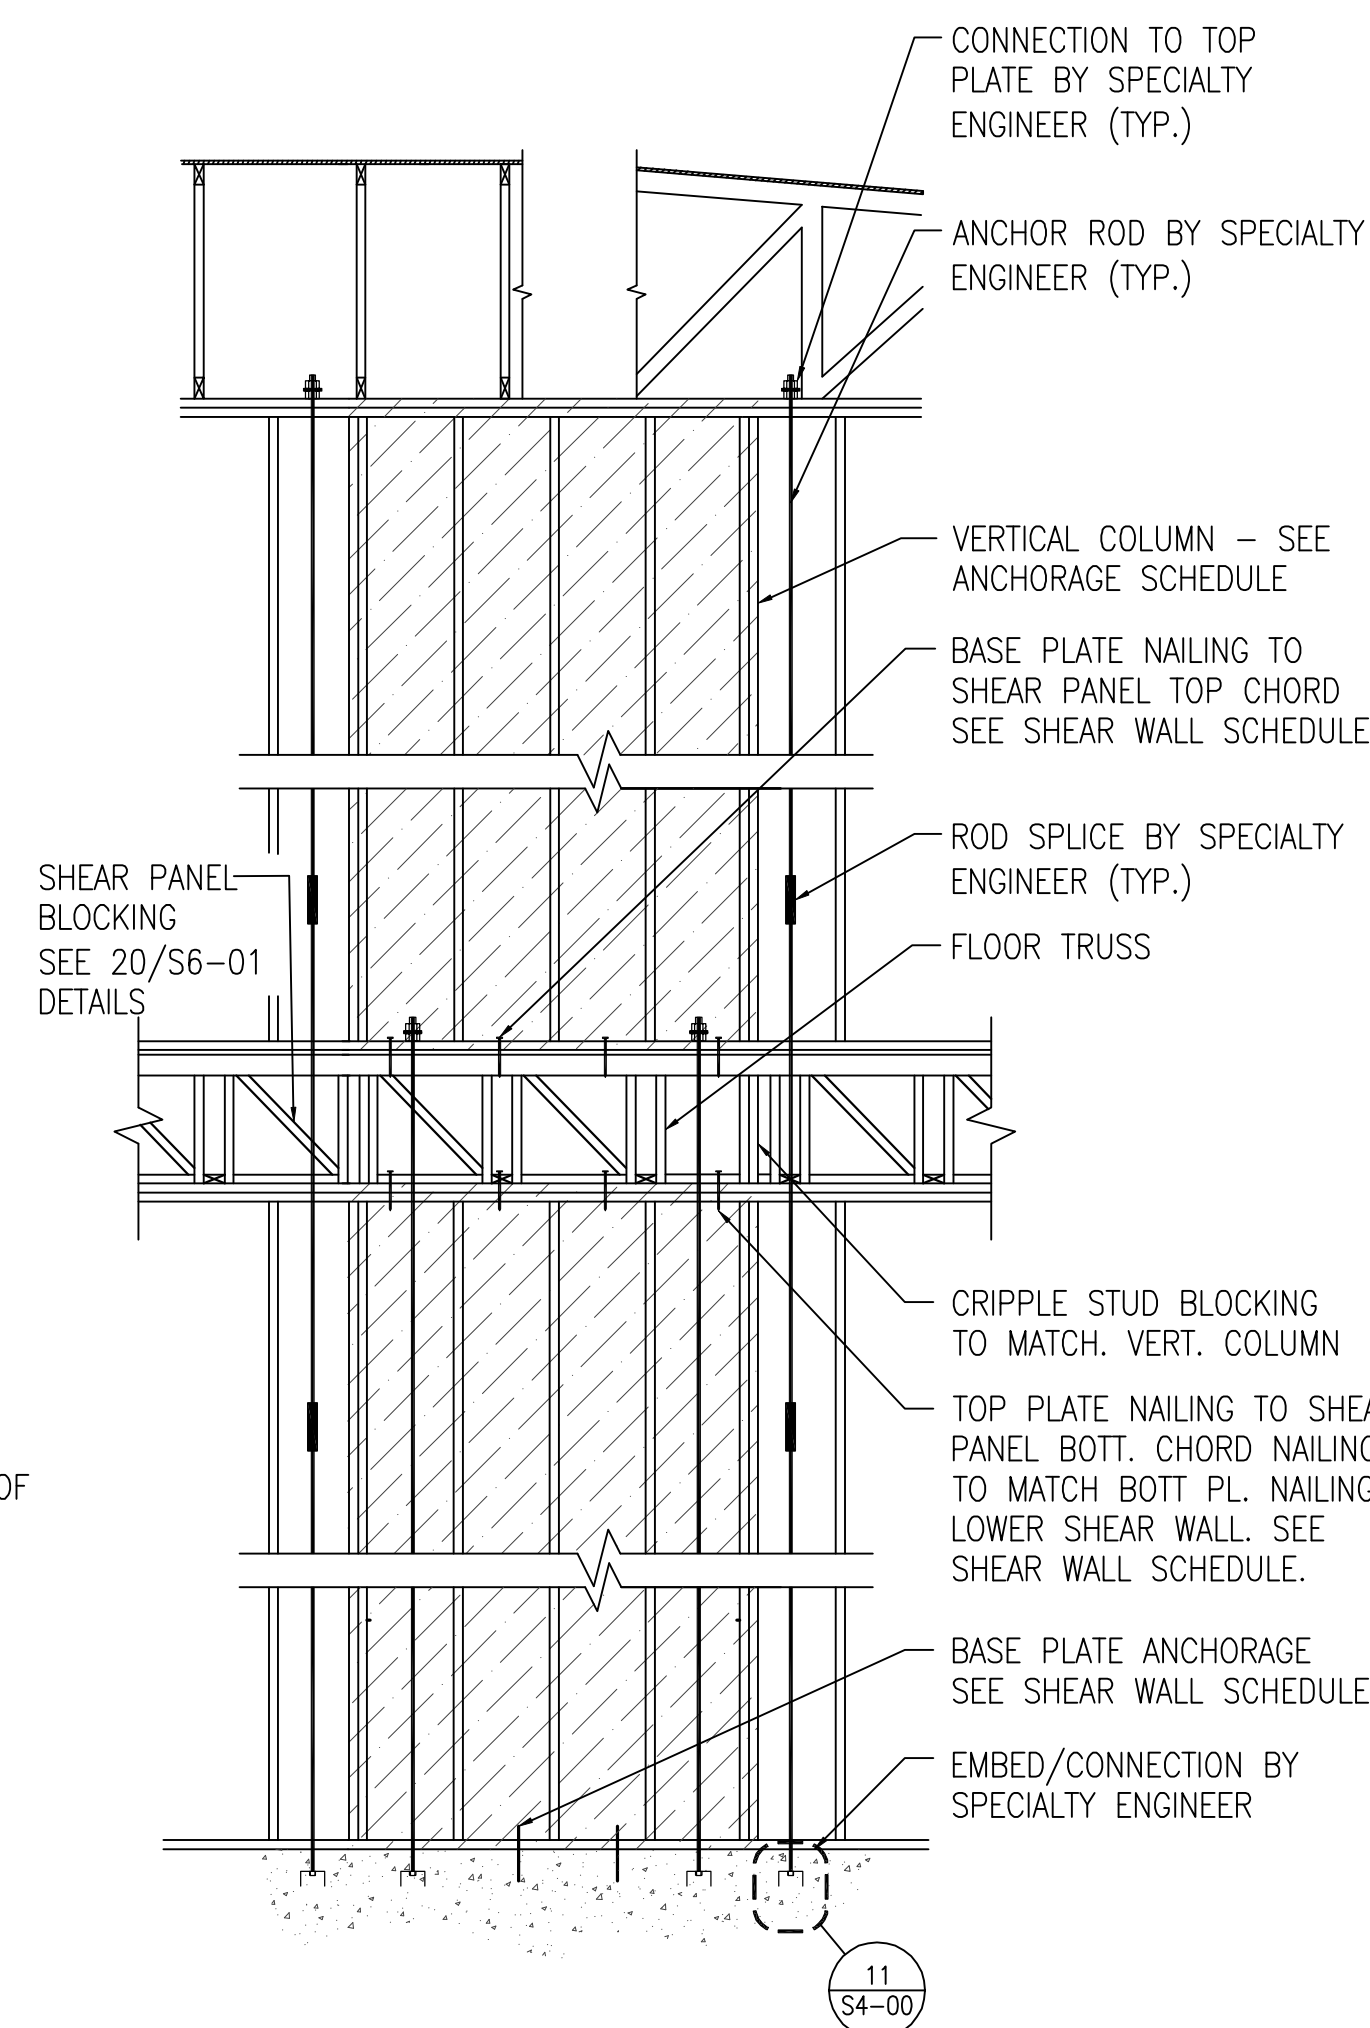 CONNECTION TO TOP
PLATE BY SPECIALTY
ENGINEER (TYP.)
ANCHOR ROD BY SPECIALTY
ENGINEER (TYP.)
VERTICAL COLUMN – SEE
ANCHORAGE SCHEDULE
BASE PLATE NAILING TO
SHEAR PANEL TOP CHORD
SEE SHEAR WALL SCHEDULE
ROD SPLICE BY SPECIALTY
ENGINEER (TYP.)
SHEAR PANEL
BLOCKING
SEE 20/S6-01
DETAILS
FLOOR TRUSS
CRIPPLE STUD BLOCKING
TO MATCH. VERT. COLUMN
TOP PLATE NAILING TO SHEA
PANEL BOTT. CHORD NAILING
TO MATCH BOTT PL. NAILING
LOWER SHEAR WALL. SEE
SHEAR WALL SCHEDULE.
OF
BASE PLATE ANCHORAGE
SEE SHEAR WALL SCHEDULE
EMBED/CONNECTION BY
SPECIALTY ENGINEER
11
S4-00